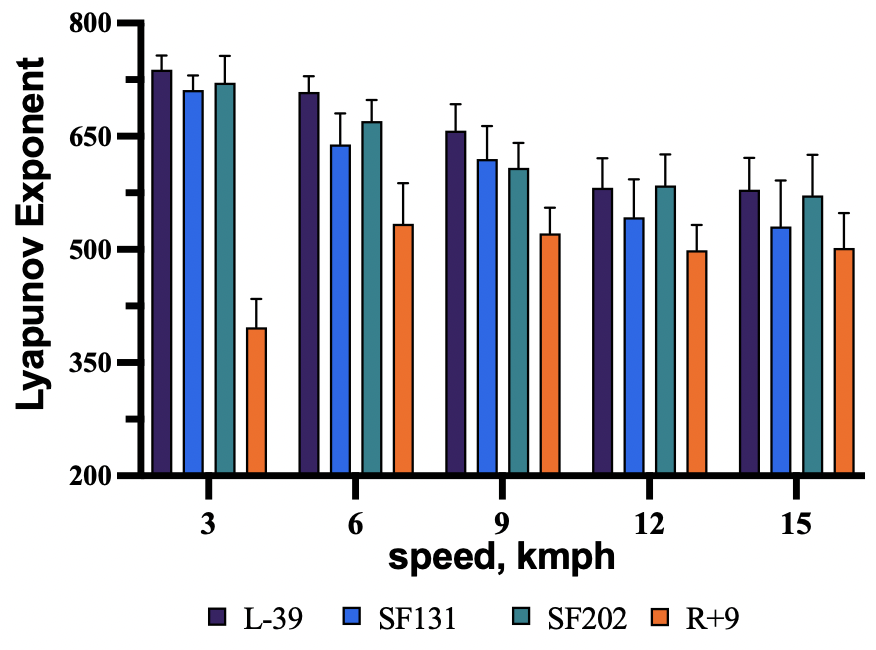 800
650
500
350
200
Lyapunov Exponent
3 6 9 12 15
speed, kmph
L-39 SF131 SF202 R+9